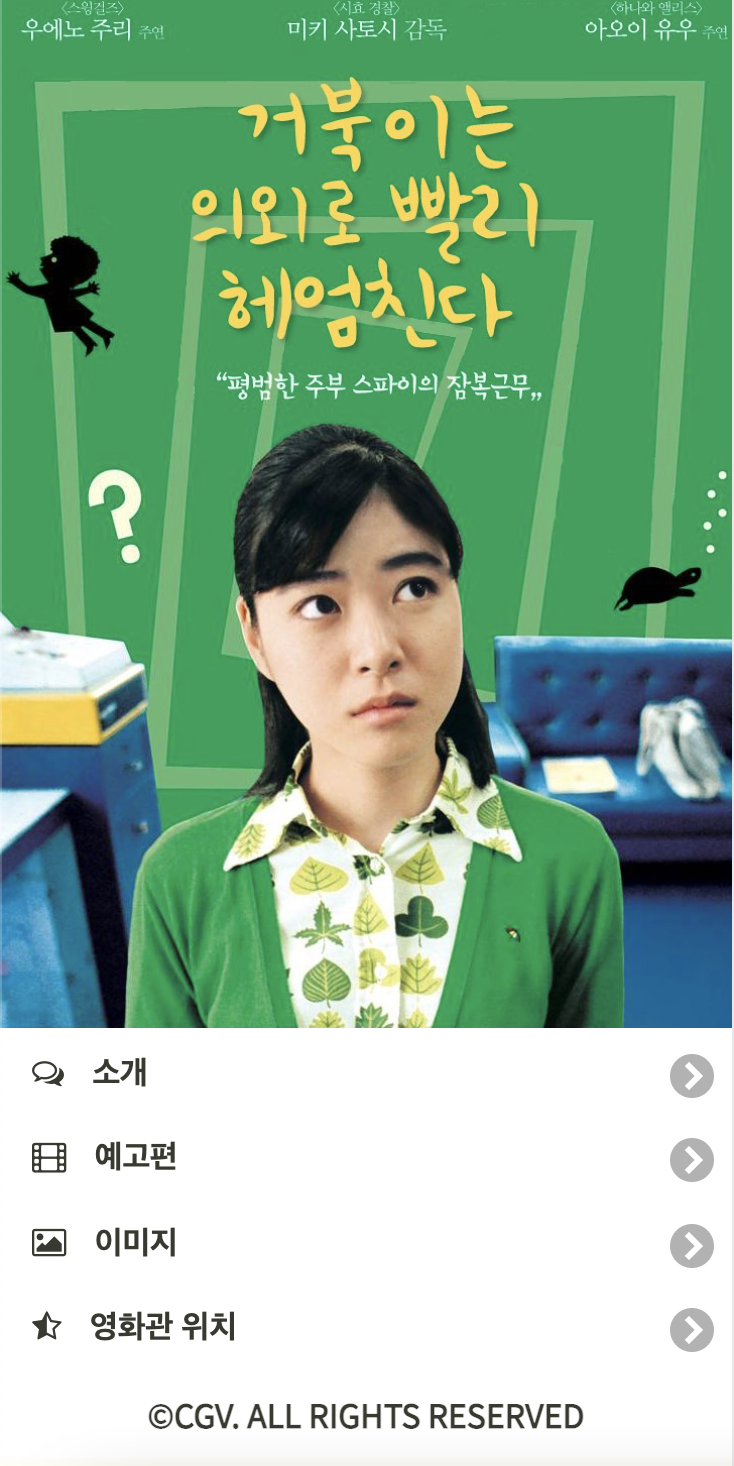 〈스윙걸즈〉 〈시효 경찰〉 〈하나와 앨리스〉
우에노 주리 주연 미키 사토시 감독 아오이 유우 주연
거북이는
의외로 빨리
헤엄친다
“평범한 주부 스파이의 잠복근무„
?
소개
예고편
이미지
영화관 위치
©CGV. ALL RIGHTS RESERVED